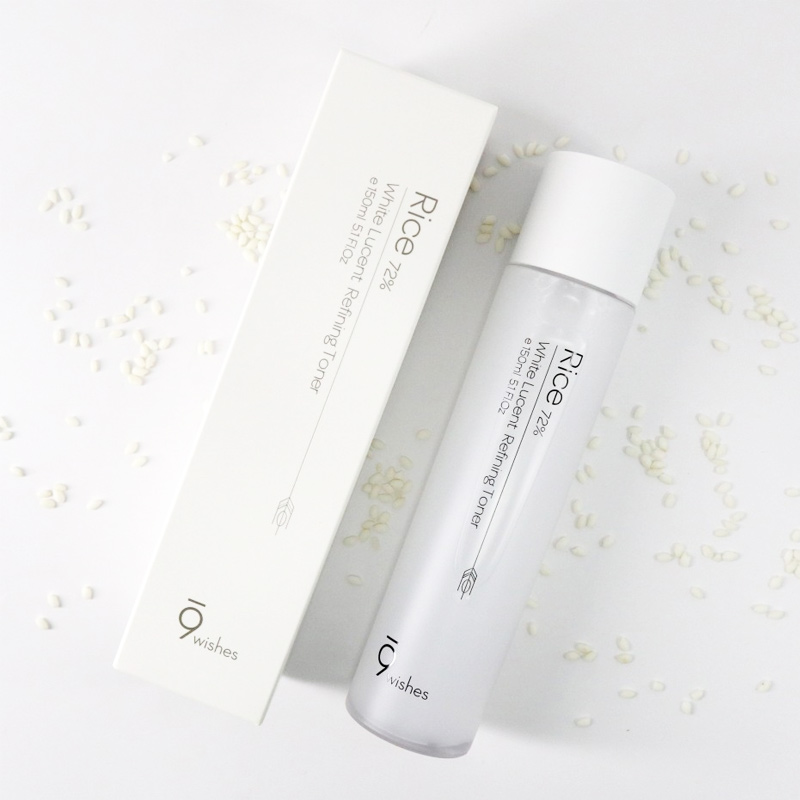 Rice 72%
White Lucent Refining Toner
e 150ml 5.1 Fl Oz
9
wishes
Rice 72%
White Lucent Refining Toner
e 150ml 5.1 Fl Oz
9
wishes